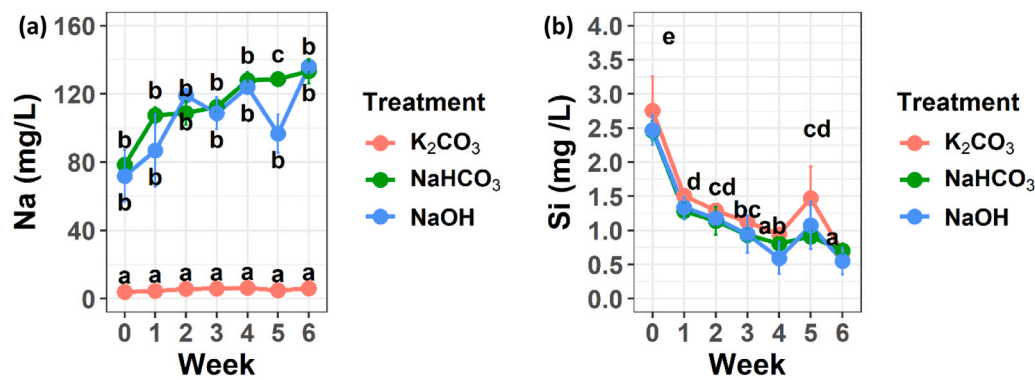 (a)
Na (mg/L)
160
120
80
40
0
b
b
b
b
b
c
b
b
b
b
b
b
b
b
a
a
a
a
a
a
a
0
1
2
3
4
5
6
Week
Treatment
K₂CO₃
NaHCO₃
NaOH
(b)
Si (mg /L)
4.0
3.5
3.0
2.5
2.0
1.5
1.0
0.5
0.0
e
d
cd
bc
ab
cd
a
0
1
2
3
4
5
6
Week
Treatment
K₂CO₃
NaHCO₃
NaOH